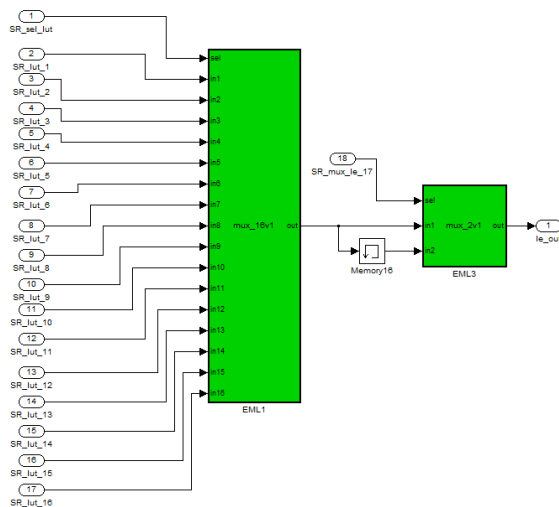 1
SR_sel_lut
2
SR_lut_1
3
SR_lut_2
4
SR_lut_3
5
SR_lut_4
6
SR_lut_5
7
SR_lut_6
8
SR_lut_7
9
SR_lut_8
10
SR_lut_9
11
SR_lut_10
12
SR_lut_11
13
SR_lut_12
14
SR_lut_13
15
SR_lut_14
16
SR_lut_15
17
SR_lut_16
sel
in1
in2
in3
in4
in5
in6
in7
in8
in9
in10
in11
in12
in13
in14
in15
in16
mux_16v1
out
EML1
18
SR_mux_le_17
Memory16
sel
in1
in2
mux_2v1
out
EML3
1
le_out